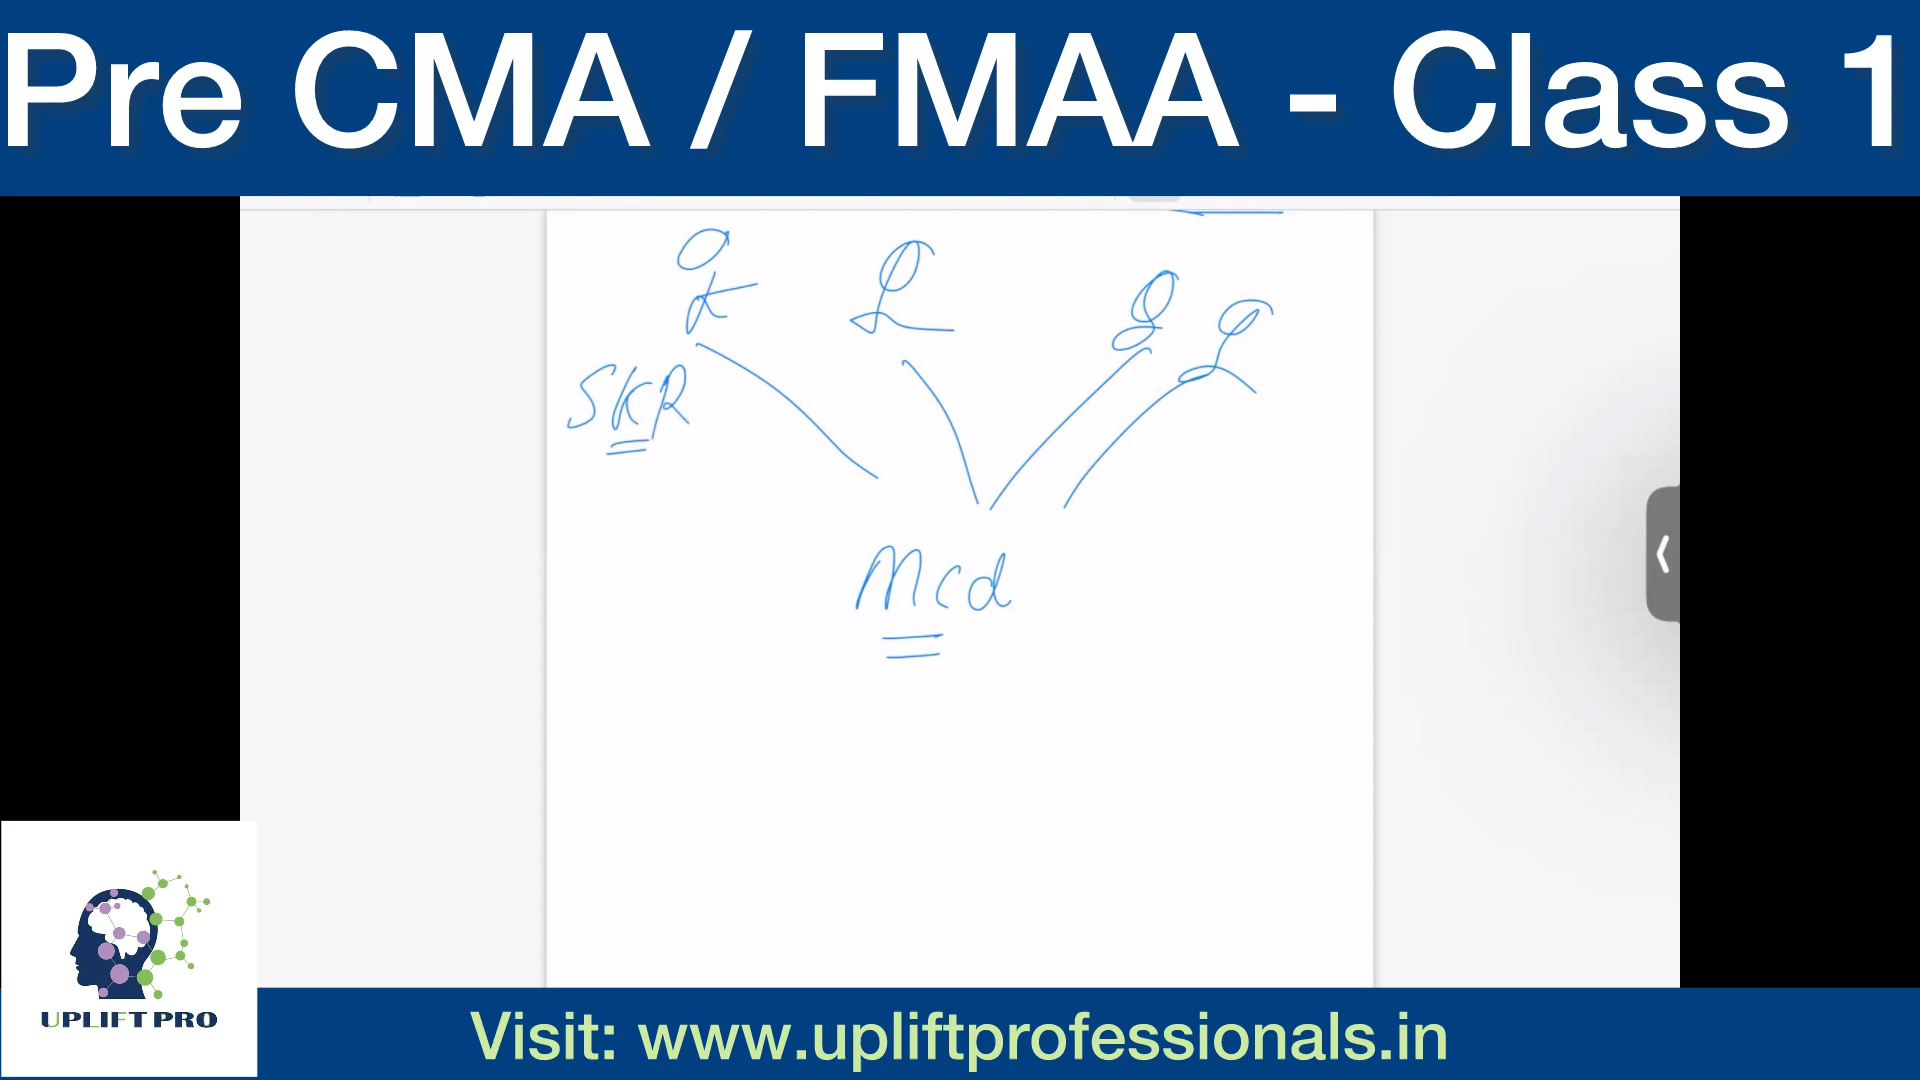 Pre CMA / FMAA - Class 1
SKR
Mcd
UPLIFT PRO
Visit: www.upliftprofessionals.in